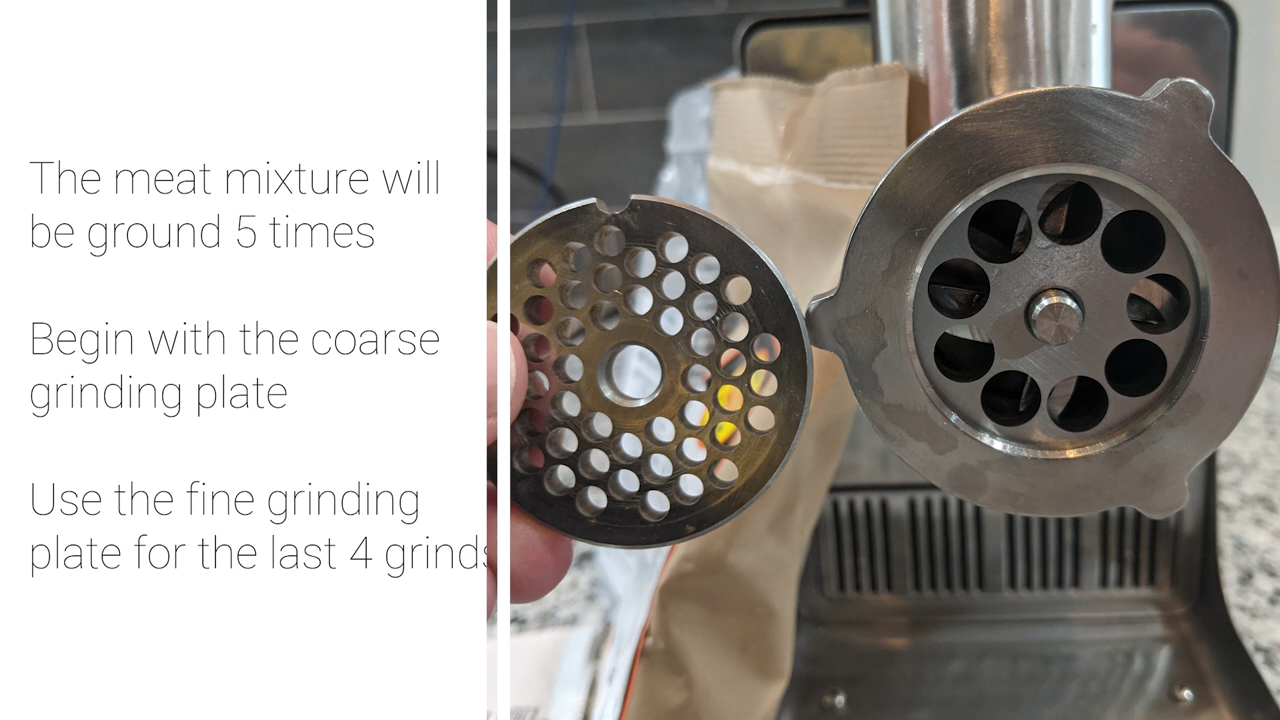 The meat mixture will
be ground 5 times
Begin with the coarse
grinding plate
Use the fine grinding
plate for the last 4 grinds